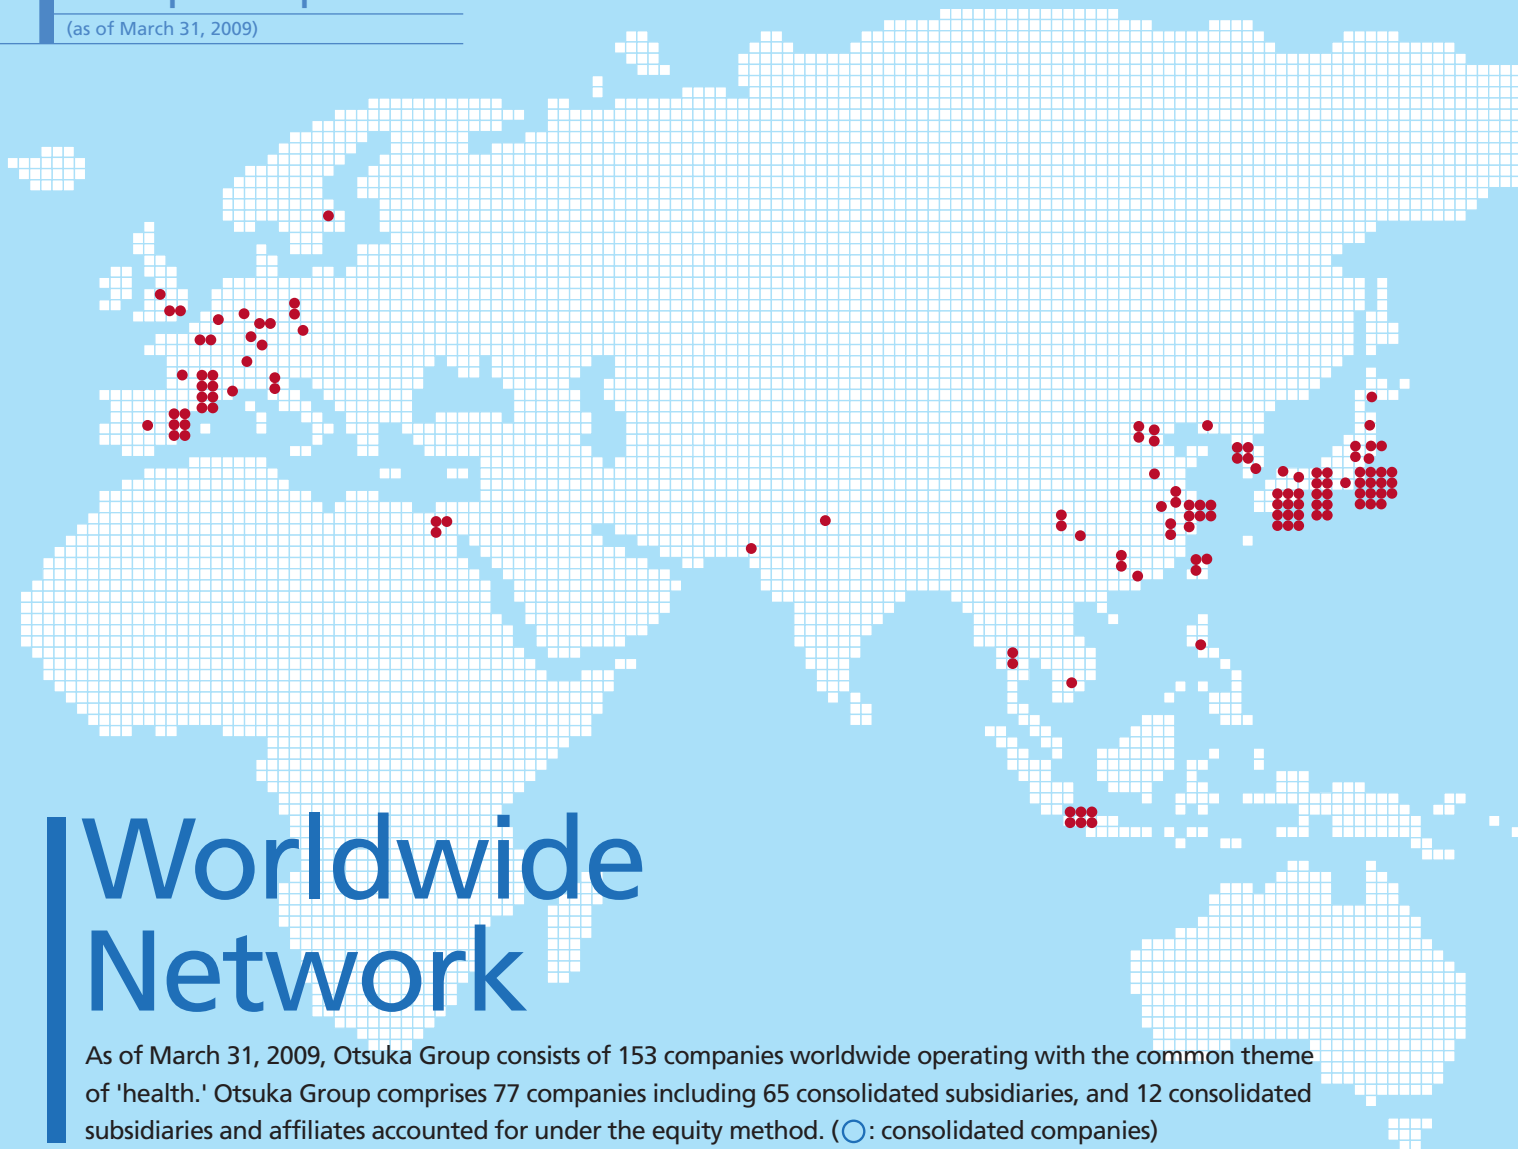 (as of March 31, 2009)
Worldwide
Network
As of March 31, 2009, Otsuka Group consists of 153 companies worldwide operating with the common theme
of 'health.' Otsuka Group comprises 77 companies including 65 consolidated subsidiaries, and 12 consolidated
subsidiaries and affiliates accounted for under the equity method. (○: consolidated companies)